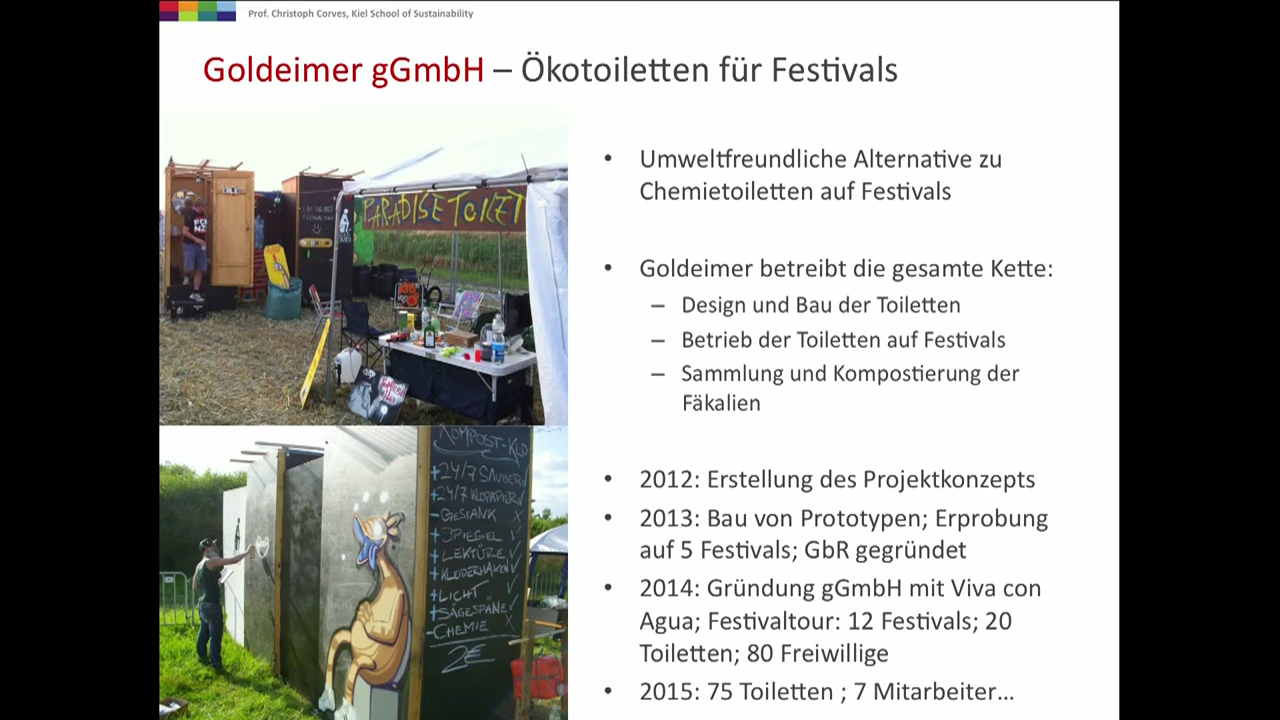 Prof. Christoph Corves, Kiel School of Sustainability
Goldeimer gGmbH – Ökotoiletten für Festivals
• Umweltfreundliche Alternative zu
Chemietoiletten auf Festivals
• Goldeimer betreibt die gesamte Kette:
– Design und Bau der Toiletten
– Betrieb der Toiletten auf Festivals
– Sammlung und Kompostierung der
Fäkalien
• 2012: Erstellung des Projektkonzepts
• 2013: Bau von Prototypen; Erprobung
auf 5 Festivals; GbR gegründet
• 2014: Gründung gGmbH mit Viva con
Agua; Festivaltour: 12 Festivals; 20
Toiletten; 80 Freiwillige
• 2015: 75 Toiletten ; 7 Mitarbeiter...
PARADISE TOILET
KOMPOST-KLO
+24/7 SAUBER
+24/7 KLOPAPIER
-GESTANK
+SPIEGEL
+LEKTÜRE
+KLEIDERHAKEN
+LICHT
+SÄGESPÄNE
-CHEMIE
2€